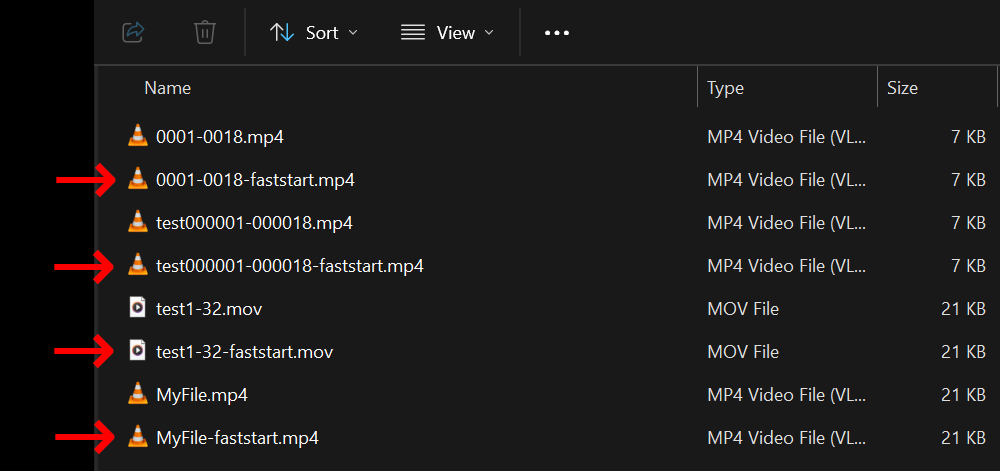 Sort View
Name Type Size
0001-0018.mp4 MP4 Video File (VL... 7 KB
0001-0018-faststart.mp4 MP4 Video File (VL... 7 KB
test000001-000018.mp4 MP4 Video File (VL... 7 KB
test000001-000018-faststart.mp4 MP4 Video File (VL... 7 KB
test1-32.mov MOV File 21 KB
test1-32-faststart.mov MOV File 21 KB
MyFile.mp4 MP4 Video File (VL... 21 KB
MyFile-faststart.mp4 MP4 Video File (VL... 21 KB